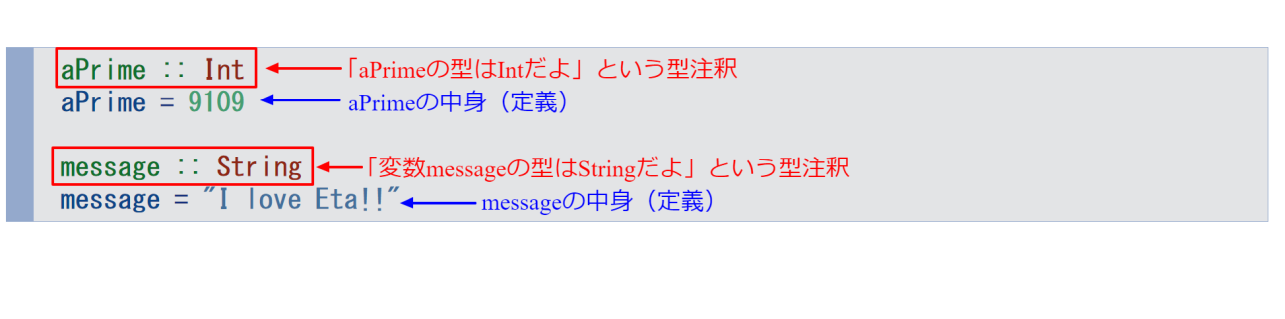 aPrime :: Int 「aPrimeの型はIntだよ」という型注釈
aPrime = 9109 aPrimeの中身（定義）
message :: String 「変数messageの型はStringだよ」という型注釈
message = "I love Eta!!" messageの中身（定義）